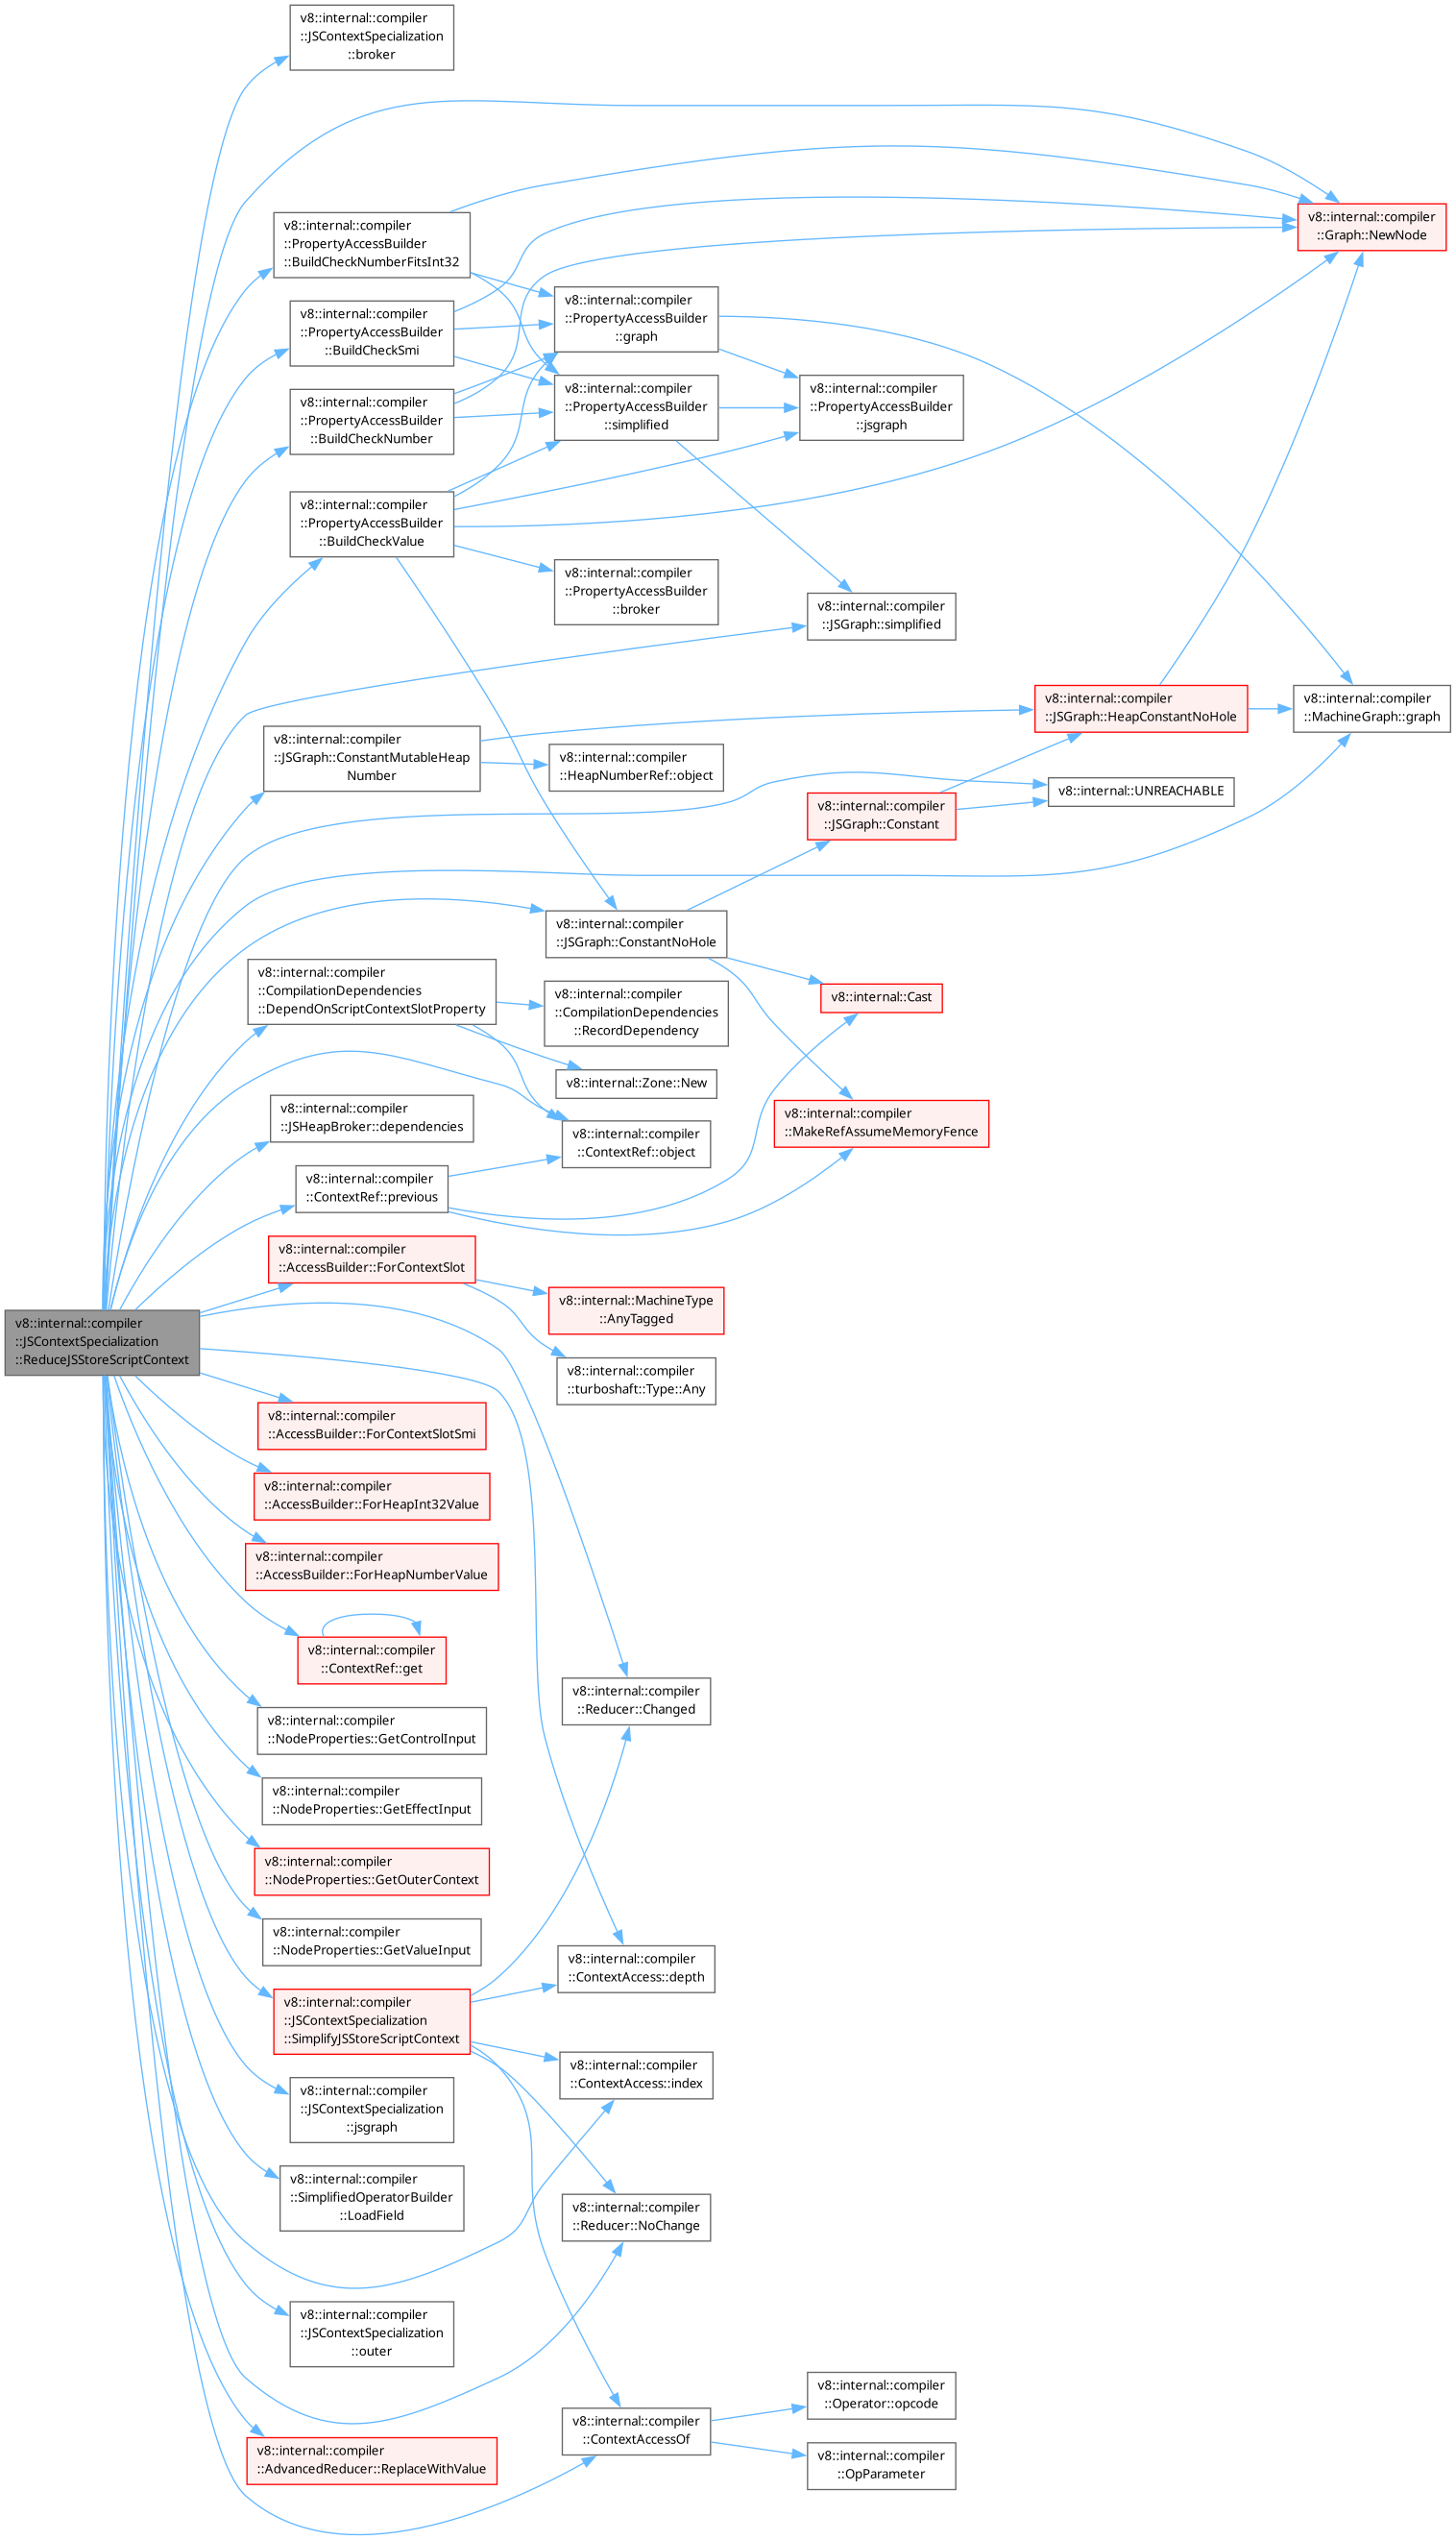 v8::internal::compiler
::JSContextSpecialization
::broker
v8::internal::compiler
::Graph::NewNode
v8::internal::compiler
::PropertyAccessBuilder
::BuildCheckNumberFitsInt32
v8::internal::compiler
::PropertyAccessBuilder
::graph
v8::internal::compiler
::PropertyAccessBuilder
::BuildCheckSmi
v8::internal::compiler
::PropertyAccessBuilder
::simplified
v8::internal::compiler
::PropertyAccessBuilder
::jsgraph
v8::internal::compiler
::PropertyAccessBuilder
::BuildCheckNumber
v8::internal::compiler
::PropertyAccessBuilder
::BuildCheckValue
v8::internal::compiler
::PropertyAccessBuilder
::broker
v8::internal::compiler
::JSGraph::simplified
v8::internal::compiler
::JSGraph::HeapConstantNoHole
v8::internal::compiler
::MachineGraph::graph
v8::internal::compiler
::JSGraph::ConstantMutableHeap
Number
v8::internal::compiler
::HeapNumberRef::object
v8::internal::UNREACHABLE
v8::internal::compiler
::JSGraph::Constant
v8::internal::compiler
::JSGraph::ConstantNoHole
v8::internal::compiler
::CompilationDependencies
::DependOnScriptContextSlotProperty
v8::internal::compiler
::CompilationDependencies
::RecordDependency
v8::internal::Cast
v8::internal::Zone::New
v8::internal::compiler
::JSHeapBroker::dependencies
v8::internal::compiler
::ContextRef::object
v8::internal::compiler
::MakeRefAssumeMemoryFence
v8::internal::compiler
::ContextRef::previous
v8::internal::compiler
::AccessBuilder::ForContextSlot
v8::internal::MachineType
::AnyTagged
v8::internal::compiler
::JSContextSpecialization
::ReduceJSStoreScriptContext
v8::internal::compiler
::turboshaft::Type::Any
v8::internal::compiler
::AccessBuilder::ForContextSlotSmi
v8::internal::compiler
::AccessBuilder::ForHeapInt32Value
v8::internal::compiler
::AccessBuilder::ForHeapNumberValue
v8::internal::compiler
::ContextRef::get
v8::internal::compiler
::Reducer::Changed
v8::internal::compiler
::NodeProperties::GetControlInput
v8::internal::compiler
::NodeProperties::GetEffectInput
v8::internal::compiler
::NodeProperties::GetOuterContext
v8::internal::compiler
::NodeProperties::GetValueInput
v8::internal::compiler
::ContextAccess::depth
v8::internal::compiler
::JSContextSpecialization
::SimplifyJSStoreScriptContext
v8::internal::compiler
::ContextAccess::index
v8::internal::compiler
::JSContextSpecialization
::jsgraph
v8::internal::compiler
::SimplifiedOperatorBuilder
::LoadField
v8::internal::compiler
::Reducer::NoChange
v8::internal::compiler
::JSContextSpecialization
::outer
v8::internal::compiler
::Operator::opcode
v8::internal::compiler
::ContextAccessOf
v8::internal::compiler
::AdvancedReducer::ReplaceWithValue
v8::internal::compiler
::OpParameter